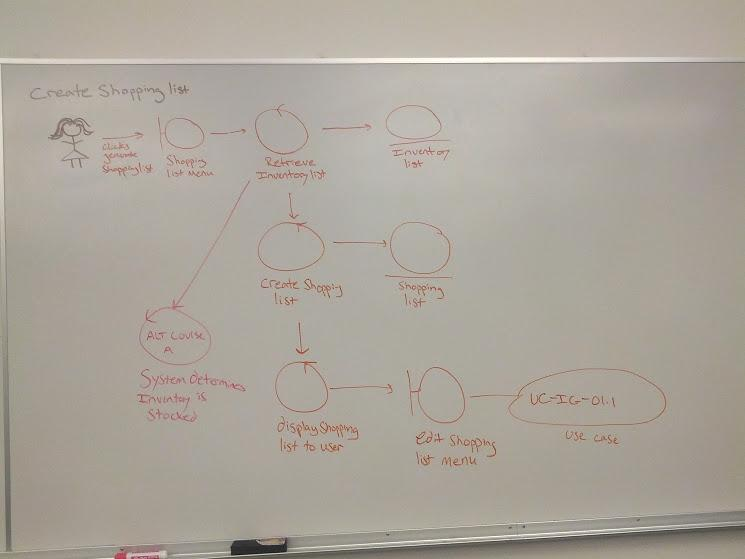 Create Shopping list
clicks
generate
Shopping list
Shopping
list Menu
Retrieve
Inventory list
Inventory
list
Create Shopping
list
Shopping
list
ALT COURSE
A
System determines
Inventory is
Stocked
display Shopping
list to user
edit Shopping
list menu
UC-IG-01.1
Use case